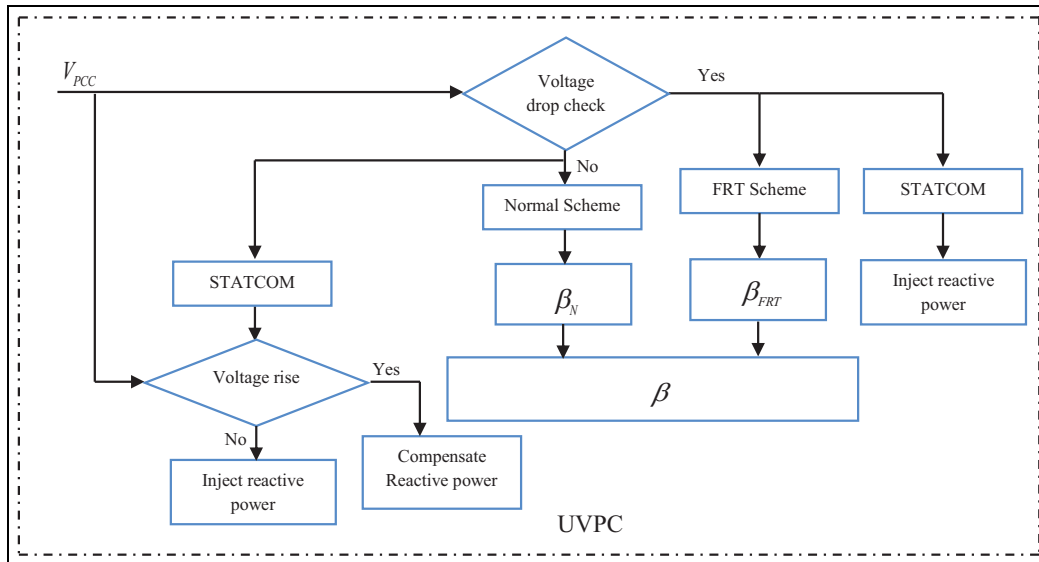 V_PCC
Voltage
drop check
Yes
No
Normal Scheme
FRT Scheme
STATCOM
STATCOM
β_N
β_FRT
Inject reactive
power
Voltage rise
Yes
β
No
Inject reactive
power
Compensate
Reactive power
UVPC